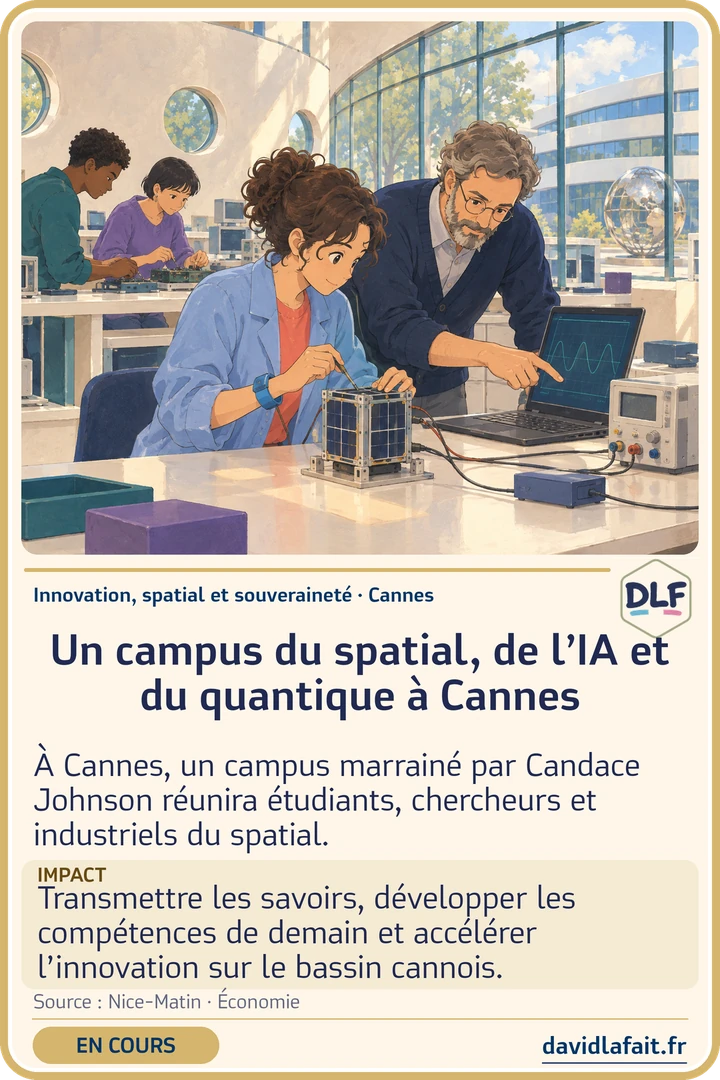 Innovation, spatial et souveraineté · Cannes
DLF
Un campus du spatial, de l’IA et
du quantique à Cannes
À Cannes, un campus marrainé par Candace
Johnson réunira étudiants, chercheurs et
industriels du spatial.
IMPACT
Transmettre les savoirs, développer les
compétences de demain et accélérer
l’innovation sur le bassin cannois.
Source : Nice-Matin · Économie
EN COURS
davidlafait.fr